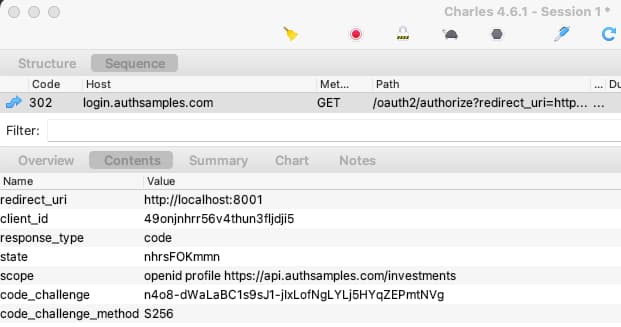 Charles 4.6.1 - Session 1 *
Structure Sequence
Code Host Met... Path ... Du
302 login.authsamples.com GET /oauth2/authorize?redirect_uri=http... ...
Filter:
Overview Contents Summary Chart Notes
Name Value
redirect_uri http://localhost:8001
client_id 49onjnhrr56v4thun3fljdji5
response_type code
state nhrsFOKmmn
scope openid profile https://api.authsamples.com/investments
code_challenge n4o8-dWaLaBC1s9sJ1-jIxLofNgLYLj5HYqZEPmtNVg
code_challenge_method S256